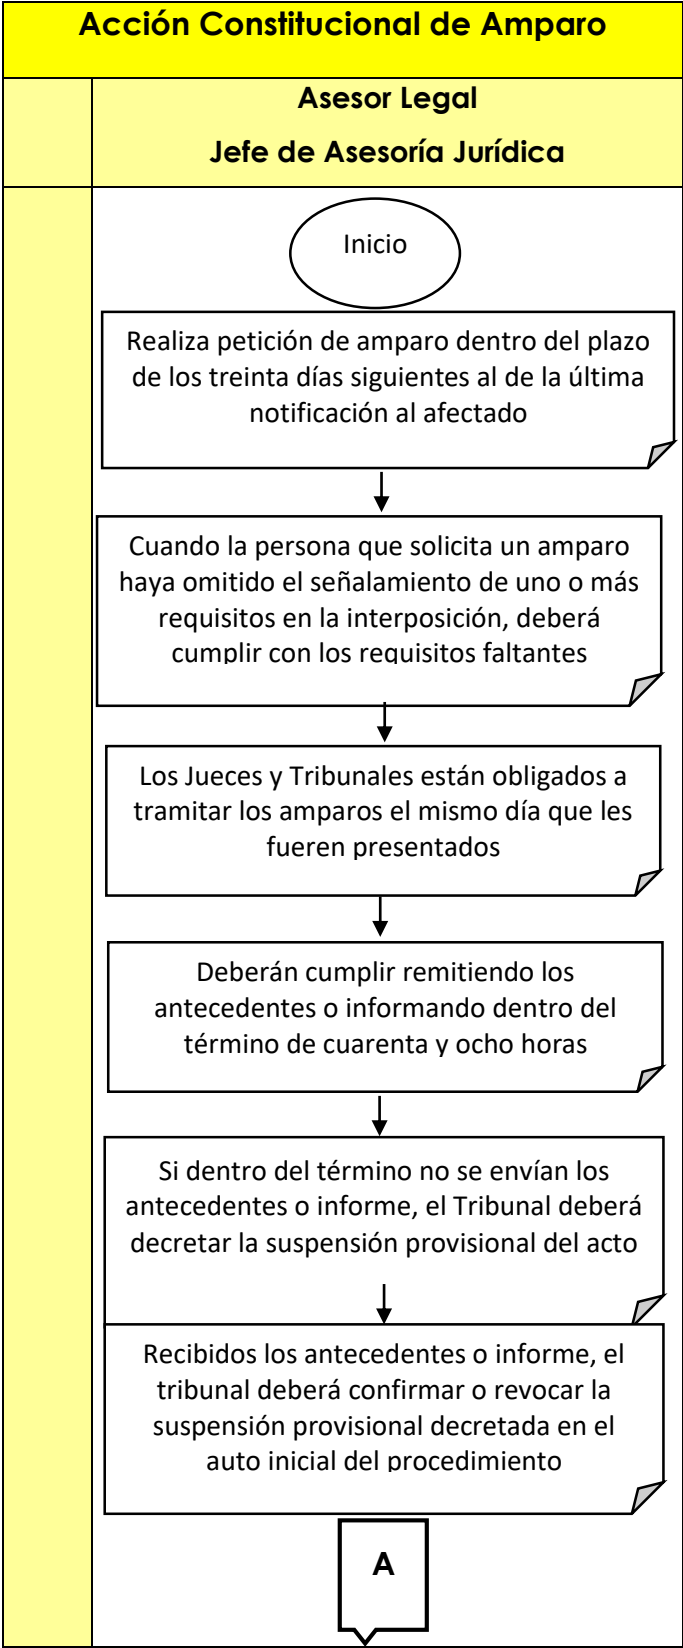 Acción Constitucional de Amparo
Asesor Legal
Jefe de Asesoría Jurídica
Inicio
Realiza petición de amparo dentro del plazo
de los treinta días siguientes al de la última
notificación al afectado
Cuando la persona que solicita un amparo
haya omitido el señalamiento de uno o más
requisitos en la interposición, deberá
cumplir con los requisitos faltantes
Los Jueces y Tribunales están obligados a
tramitar los amparos el mismo día que les
fueren presentados
Deberán cumplir remitiendo los
antecedentes o informando dentro del
término de cuarenta y ocho horas
Si dentro del término no se envían los
antecedentes o informe, el Tribunal deberá
decretar la suspensión provisional del acto
Recibidos los antecedentes o informe, el
tribunal deberá confirmar o revocar la
suspensión provisional decretada en el
auto inicial del procedimiento
A